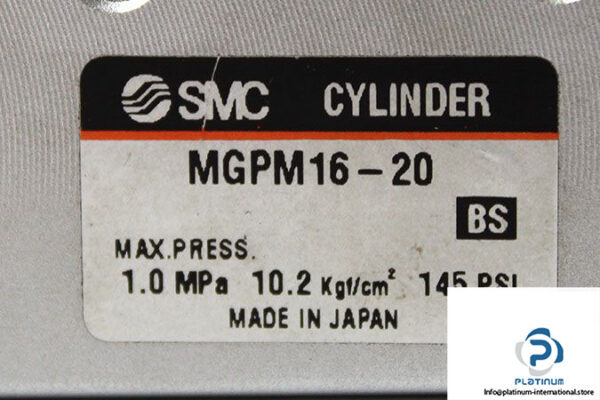 SMC CYLINDER
MGPM16-20
BS
MAX.PRESS.
1.0 MPa 10.2 Kgf/cm² 145 PSI
MADE IN JAPAN
PLATINUM
Info@platinum-international.store